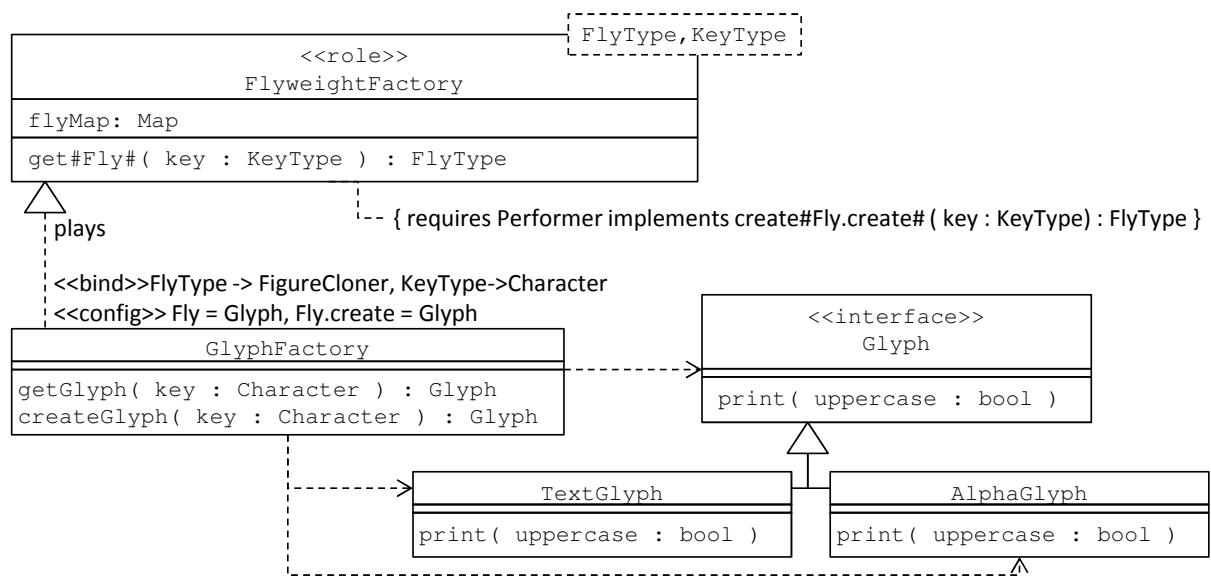 FlyType,KeyType
<<role>>
FlyweightFactory
flyMap: Map
get#Fly#( key : KeyType ) : FlyType
{ requires Performer implements create#Fly.create# ( key : KeyType) : FlyType }
plays
<<bind>>FlyType -> FigureCloner, KeyType->Character
<<config>> Fly = Glyph, Fly.create = Glyph
GlyphFactory
getGlyph( key : Character ) : Glyph
createGlyph( key : Character ) : Glyph
<<interface>>
Glyph
print( uppercase : bool )
TextGlyph
print( uppercase : bool )
AlphaGlyph
print( uppercase : bool )